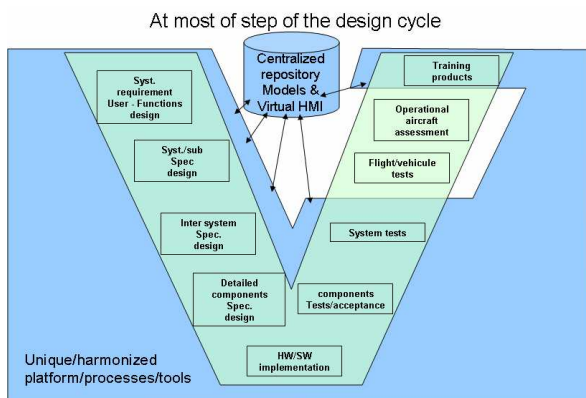 At most of step of the design cycle
Centralized
repository
Models &
Virtual HMI
Syst.
requirement
User - Functions
design
Syst./sub
Spec
design
Inter system
Spec.
design
Detailed
components
Spec.
design
HW/SW
implementation
components
Tests/acceptance
System tests
Flight/vehicule
tests
Operational
aircraft
assessment
Training
products
Unique/harmonized
platform/processes/tools